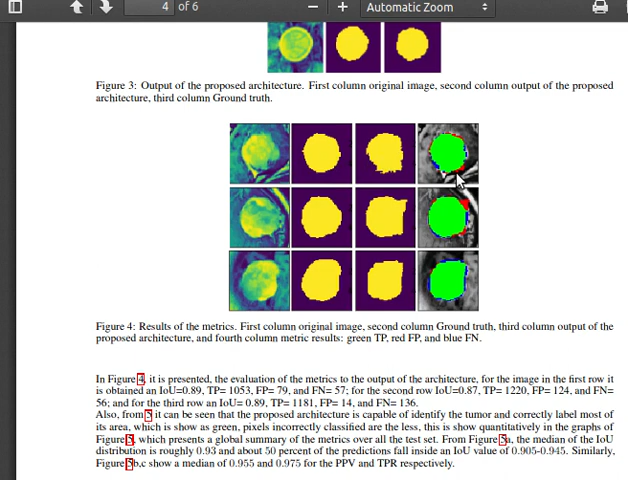 4 of 6
Automatic Zoom
Figure 3: Output of the proposed architecture. First column original image, second column output of the proposed
architecture, third column Ground truth.
Figure 4: Results of the metrics. First column original image, second column Ground truth, third column output of the
proposed architecture, and fourth column metric results: green TP, red FP, and blue FN.
In Figure 4, it is presented, the evaluation of the metrics to the output of the architecture, for the image in the first row it
is obtained an IoU=0.89, TP= 1053, FP= 79, and FN= 57; for the second row IoU=0.87, TP= 1220, FP= 124, and FN=
56; and for the third row an IoU= 0.89, TP= 1181, FP= 14, and FN= 136.
Also, from 5 it can be seen that the proposed architecture is capable of identify the tumor and correctly label most of
its area, which is show as green, pixels incorrectly classified are the less, this is show quantitatively in the graphs of
Figure 5, which presents a global summary of the metrics over all the test set. From Figure 5a, the median of the IoU
distribution is roughly 0.93 and about 50 percent of the predictions fall inside an IoU value of 0.905-0.945. Similarly,
Figure 5b,c show a median of 0.955 and 0.975 for the PPV and TPR respectively.